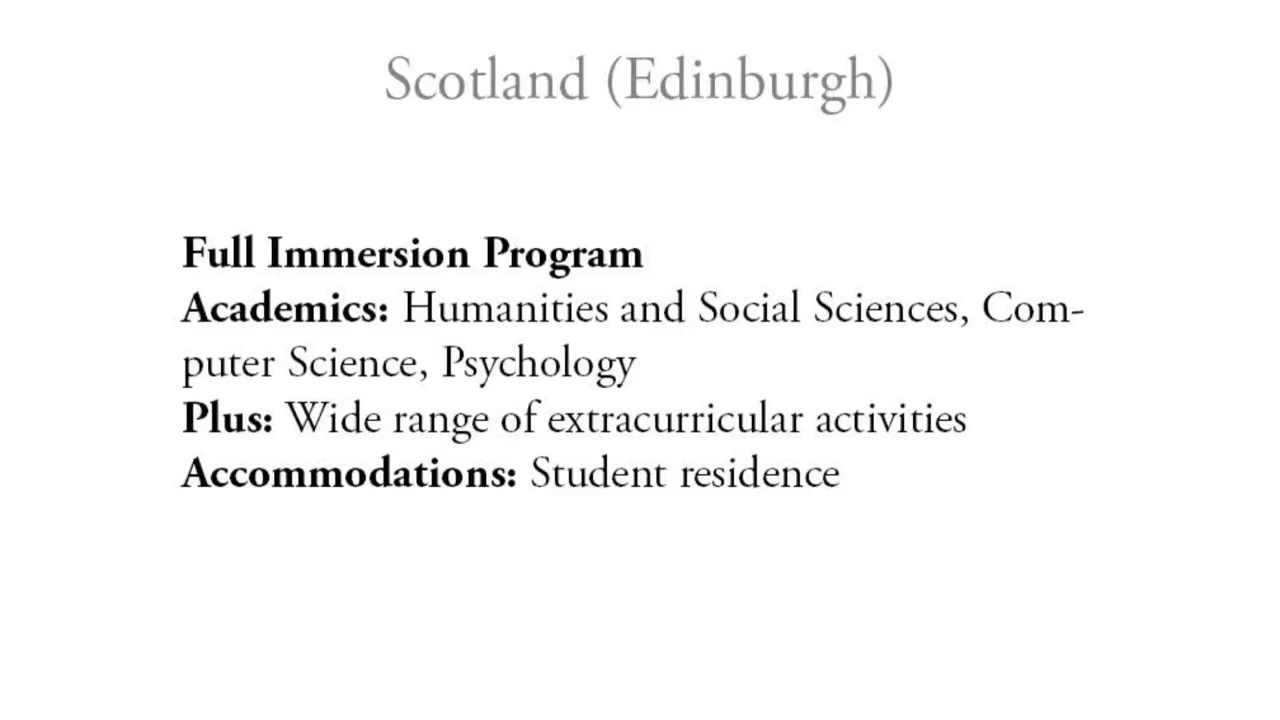 Scotland (Edinburgh)
Full Immersion Program
Academics: Humanities and Social Sciences, Com-
puter Science, Psychology
Plus: Wide range of extracurricular activities
Accommodations: Student residence